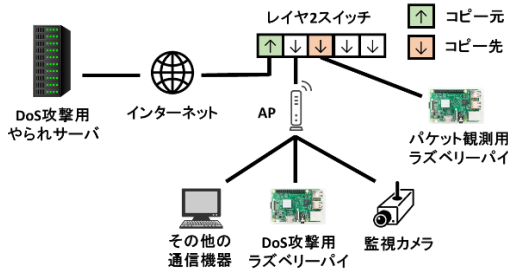 レイヤ2スイッチ
↑
コピー元
↓
コピー先
↑ ↓ ↓ ↓ ↓
DoS攻撃用
やられサーバ
インターネット
AP
パケット観測用
ラズベリーパイ
その他の
通信機器
DoS攻撃用
ラズベリーパイ
監視カメラ